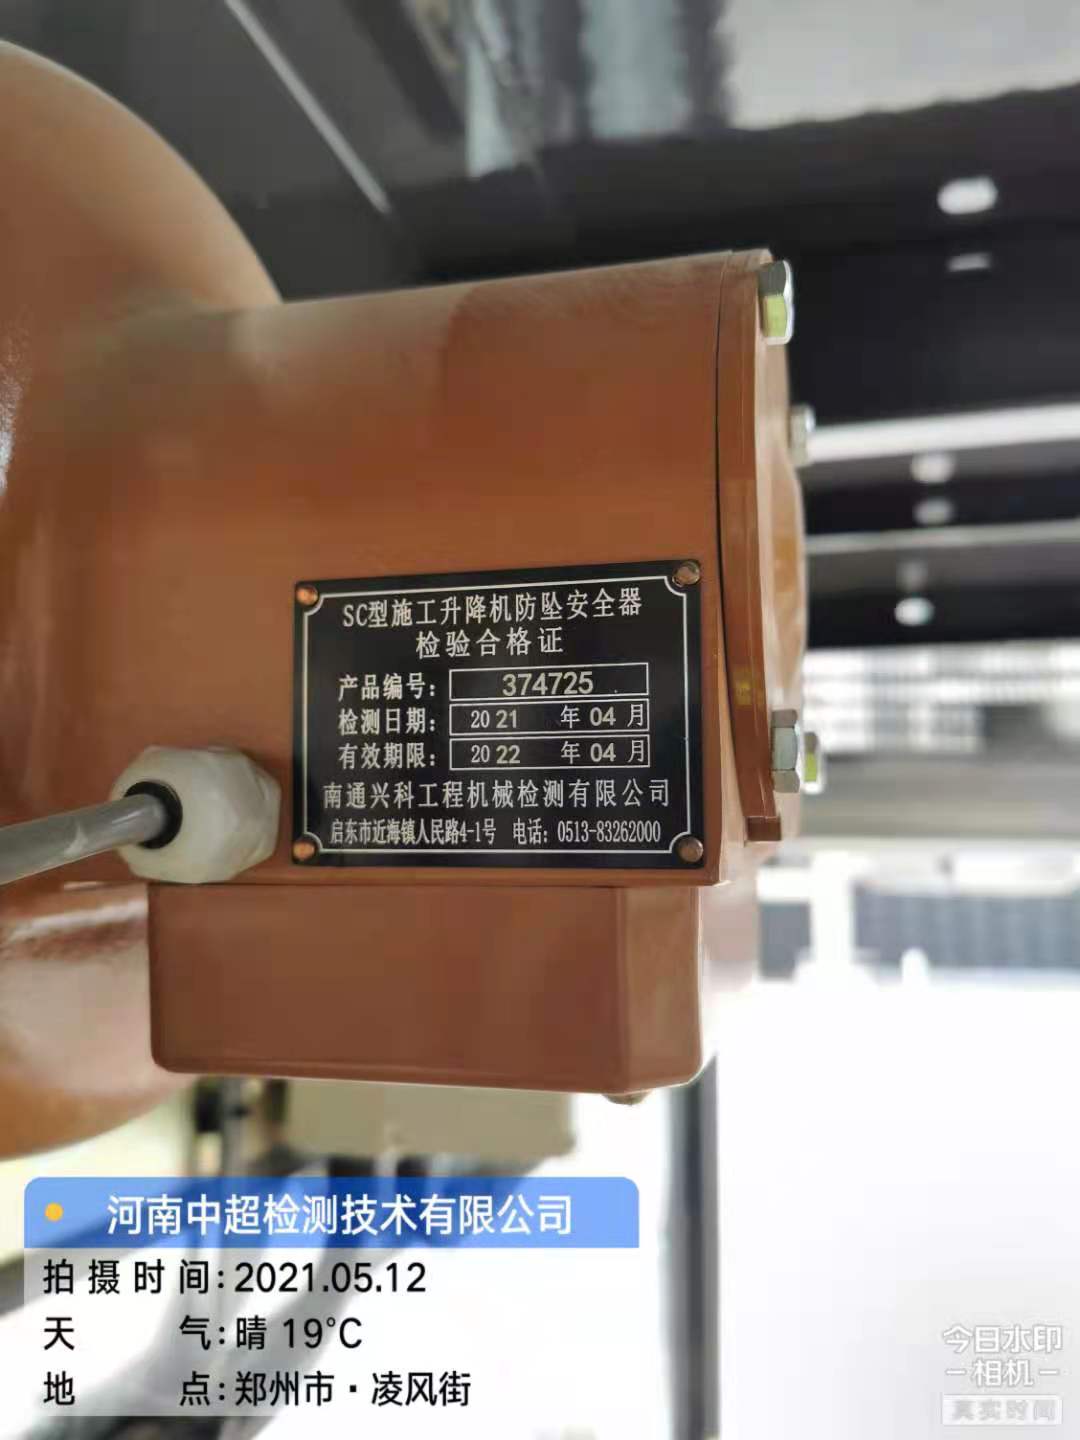 SC型施工升降机防坠安全器
检验合格证
产品编号: 374725
检测日期: 2021 年 04 月
有效期限: 2022 年 04 月
南通兴科工程机械检测有限公司
启东市近海镇人民路4-1号 电话: 0513-83262000
河南中超检测技术有限公司
拍摄时间: 2021.05.12
天气: 晴 19℃
地点: 郑州市·凌风街
今日水印
-相机-
真实时间